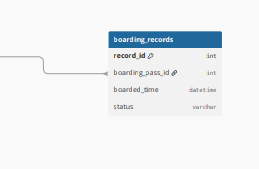 boarding_records
record_id int
boarding_pass_id int
boarded_time datetime
status varchar